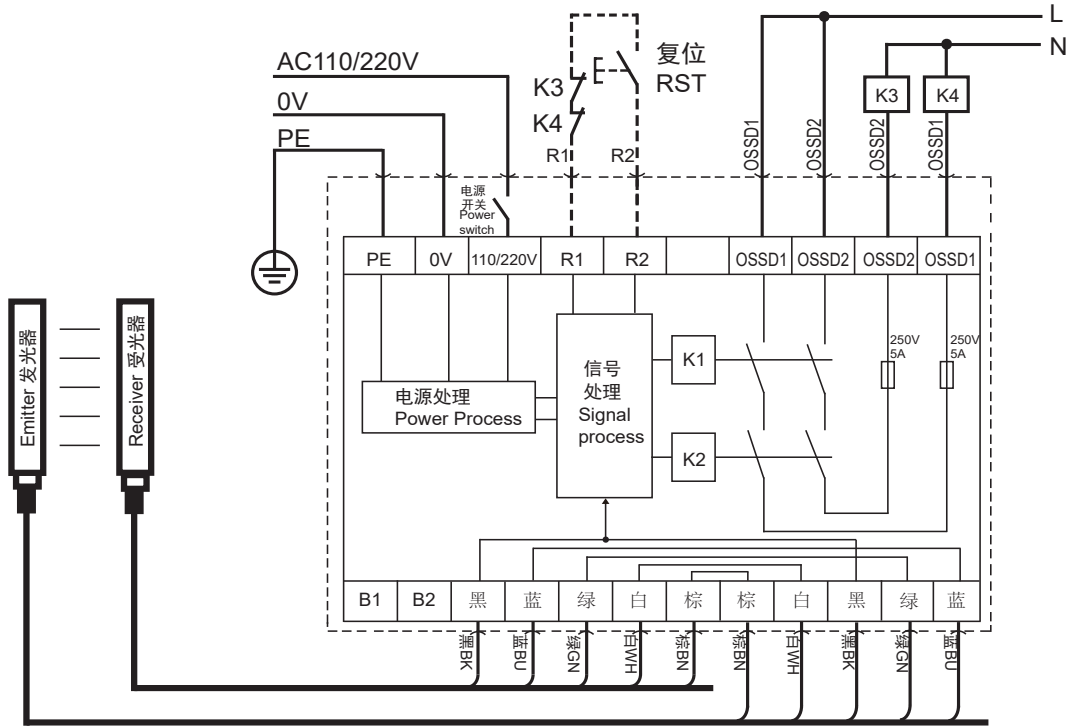 L
N
AC110/220V
0V
PE
K3
K4
复位
RST
R1
R2
OSSD1
OSSD2
OSSD2
OSSD1
K3
K4
电源
开关
Power
switch
PE
0V
110/220V
R1
R2
OSSD1
OSSD2
OSSD2
OSSD1
Emitter 发光器
Receiver 受光器
电源处理
Power Process
信号
处理
Signal
process
K1
K2
250V
5A
250V
5A
B1
B2
黑
蓝
绿
白
棕
棕
白
黑
绿
蓝
黑BK
蓝BU
绿GN
白WH
棕BN
棕BN
白WH
黑BK
绿GN
蓝BU